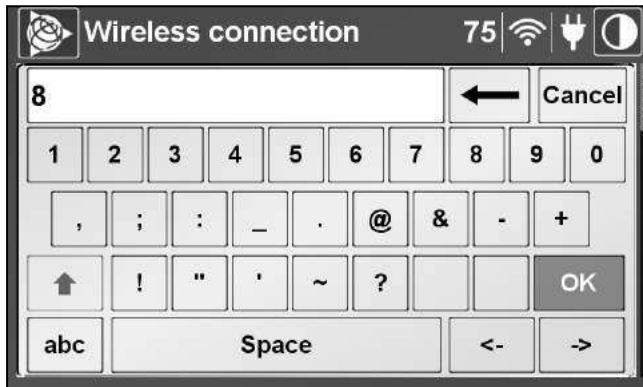 Wireless connection 75
8 Cancel
1 2 3 4 5 6 7 8 9 0
, ; : _ . @ & - +
! " ' ~ ? OK
abc Space <- ->